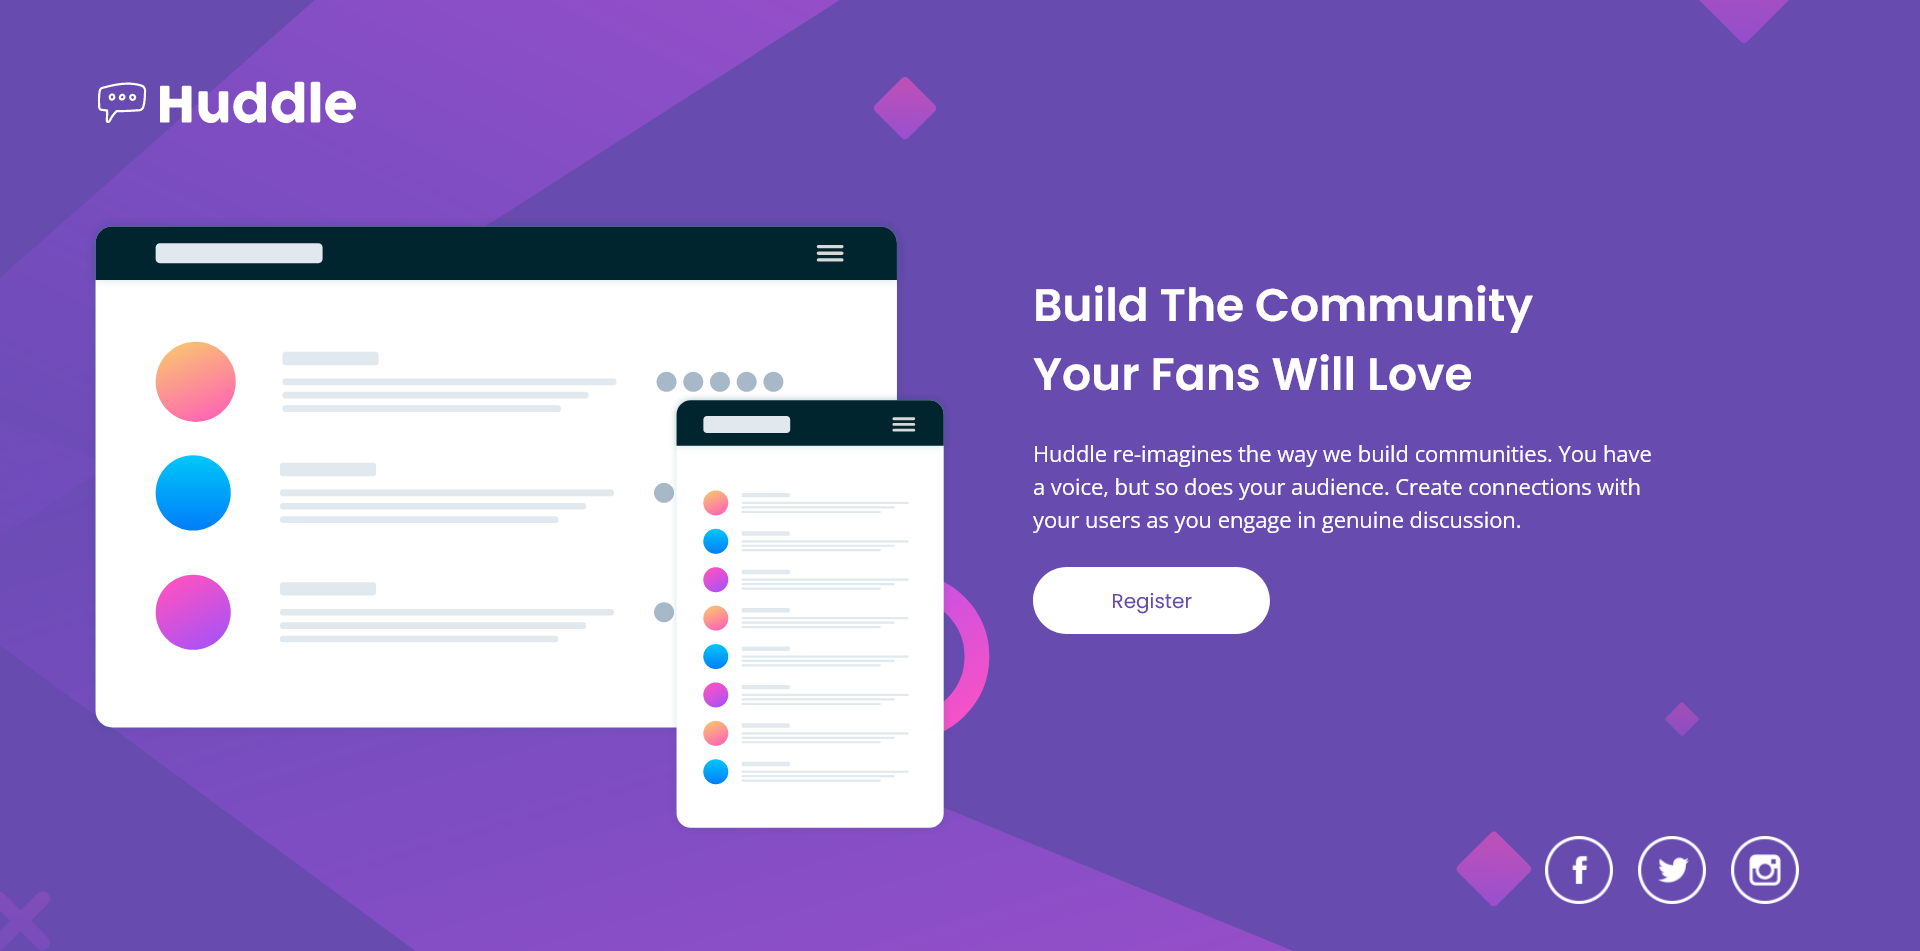 Huddle
Build The Community
Your Fans Will Love
Huddle re-imagines the way we build communities. You have
a voice, but so does your audience. Create connections with
your users as you engage in genuine discussion.
Register